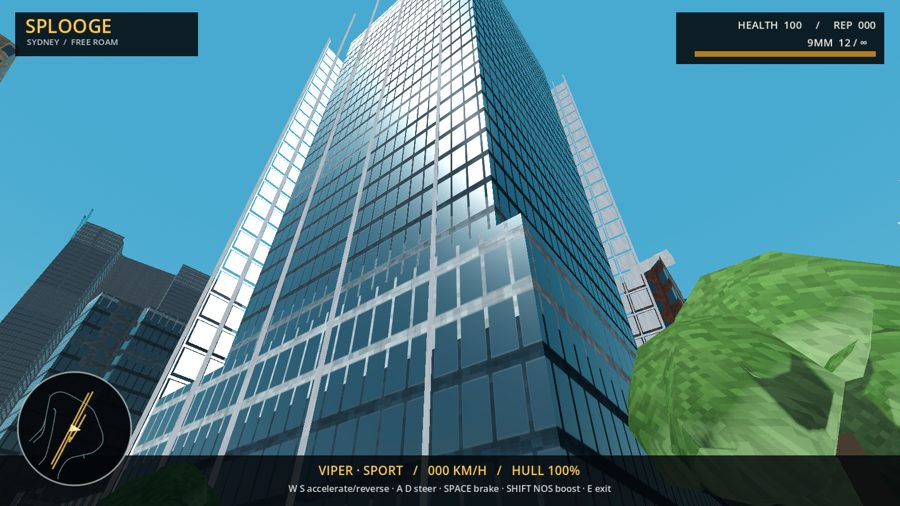 SPLOOGE
SYDNEY / FREE ROAM
HEALTH 100 / REP 000
9MM 12 / ∞
VIPER · SPORT / 000 KM/H / HULL 100%
W S accelerate/reverse · A D steer · SPACE brake · SHIFT NOS boost · E exit